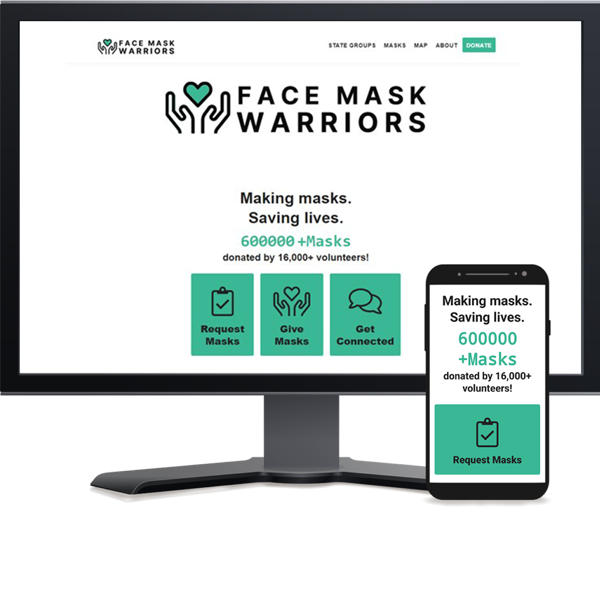 FACE MASK
WARRIORS
STATE GROUPS MASKS MAP ABOUT DONATE
FACE MASK
WARRIORS
Making masks.
Saving lives.
600000 +Masks
donated by 16,000+ volunteers!
Request
Masks
Give
Masks
Get
Connected
Making masks.
Saving lives.
600000
+Masks
donated by 16,000+
volunteers!
Request Masks